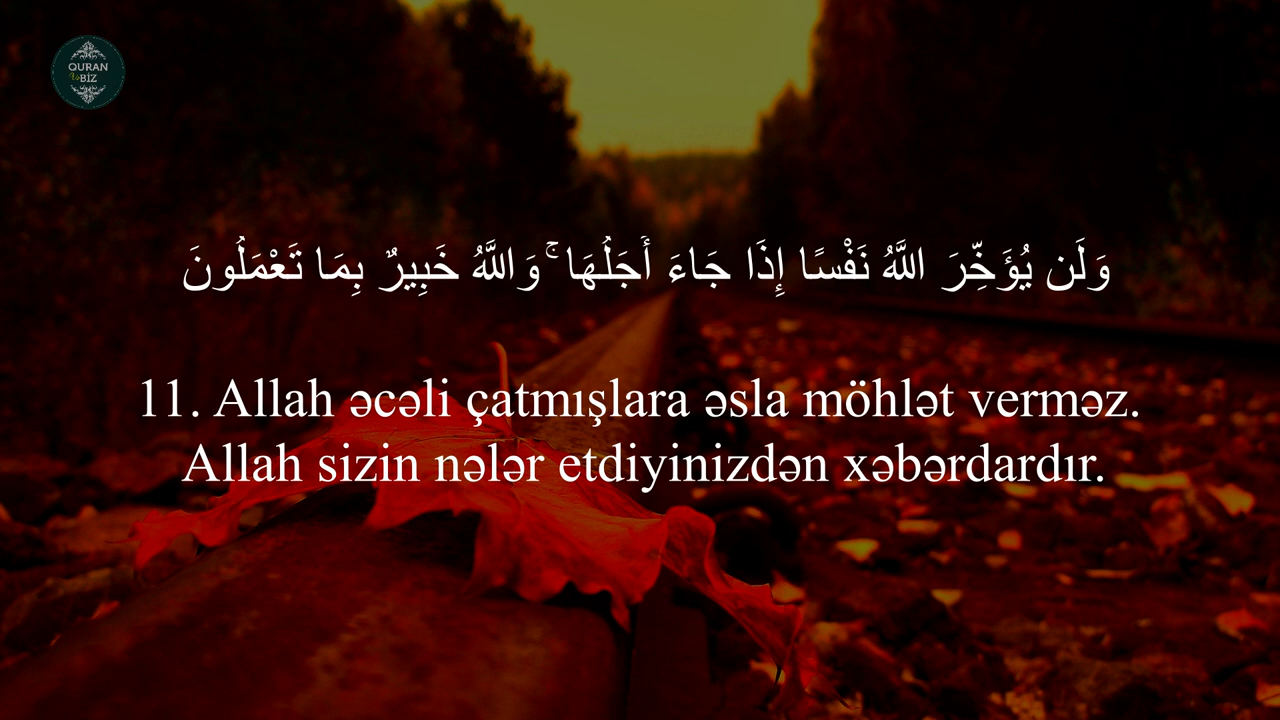 QURAN
Və
BİZ
وَلَن يُؤَخِّرَ اللَّهُ نَفْسًا إِذَا جَاءَ أَجَلُهَا ۚ وَاللَّهُ خَبِيرٌ بِمَا تَعْمَلُونَ
11. Allah əcəli çatmışlara əsla möhlət verməz.
Allah sizin nələr etdiyinizdən xəbərdardır.